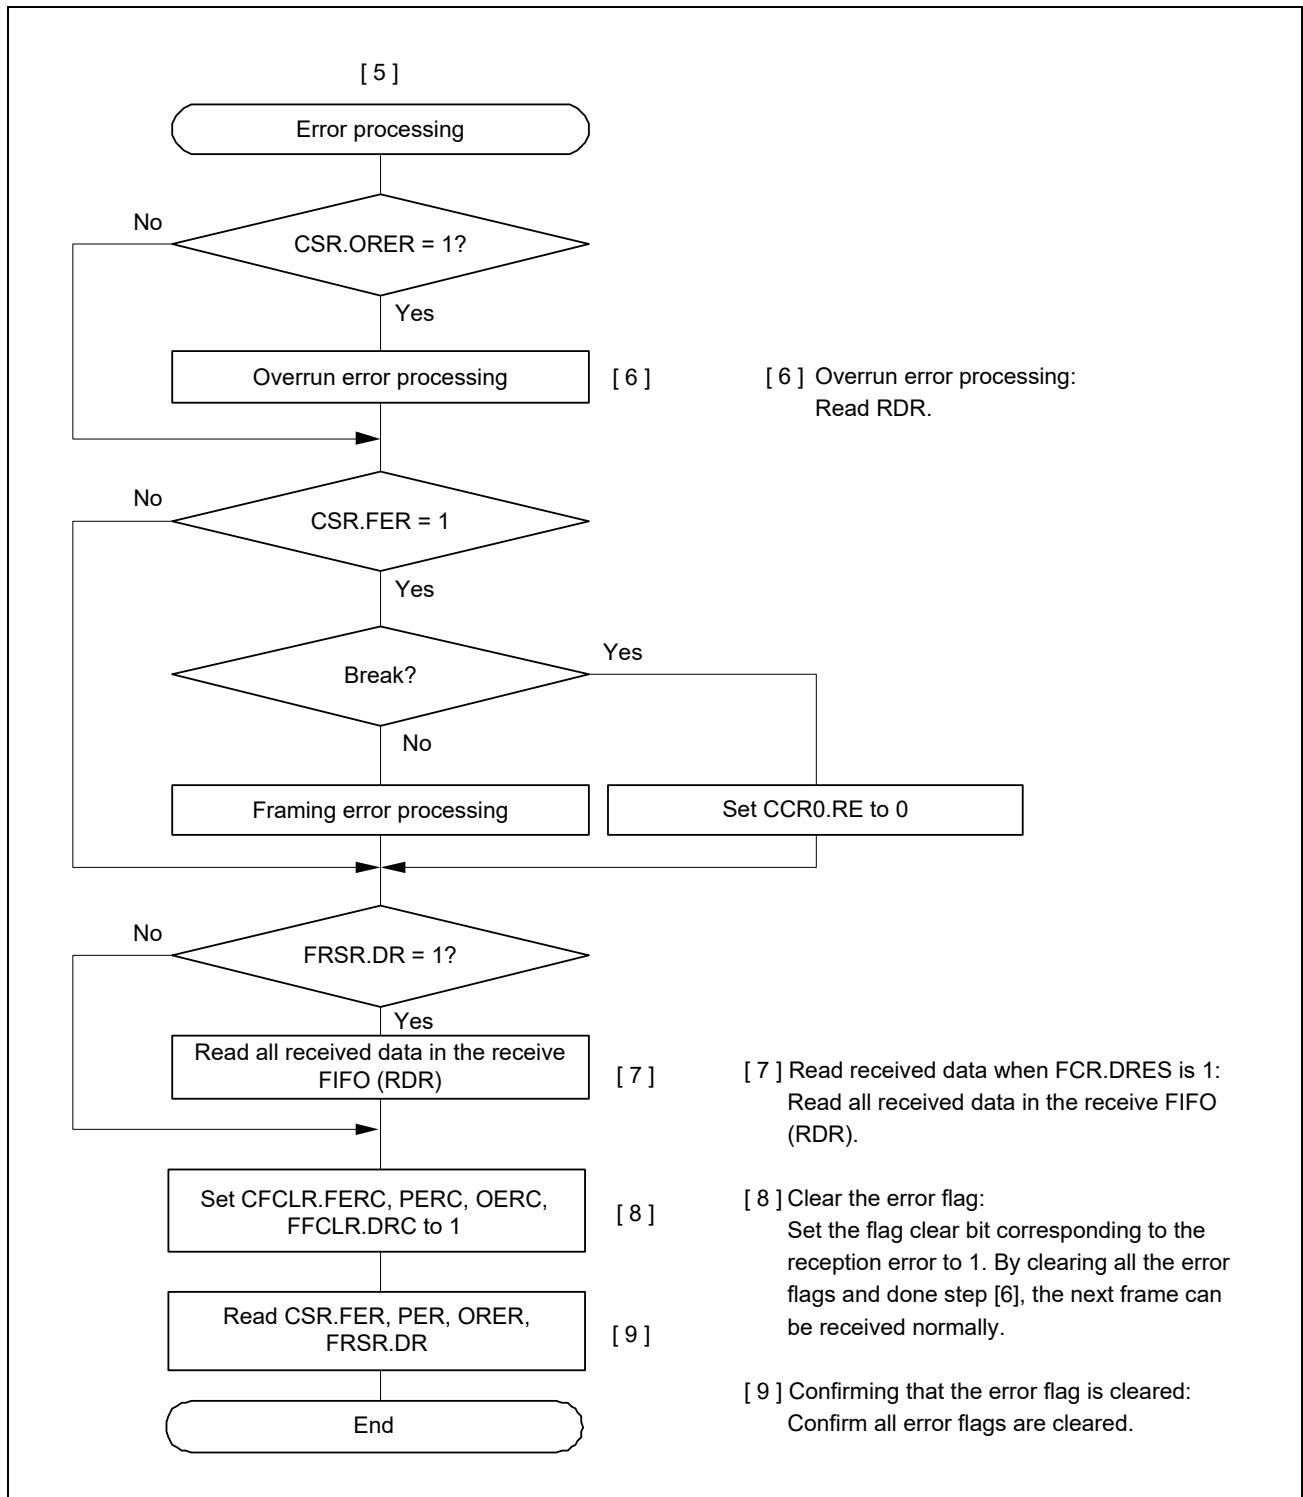 [ 5 ]
Error processing
No
CSR.ORER = 1?
Yes
Overrun error processing
[ 6 ]
[ 6 ] Overrun error processing:
Read RDR.
No
CSR.FER = 1
Yes
Break?
Yes
No
Framing error processing
Set CCR0.RE to 0
No
FRSR.DR = 1?
Yes
Read all received data in the receive
FIFO (RDR)
[ 7 ]
[ 7 ] Read received data when FCR.DRES is 1:
Read all received data in the receive FIFO
(RDR).
Set CFCLR.FERC, PERC, OERC,
FFCLR.DRC to 1
[ 8 ]
[ 8 ] Clear the error flag:
Set the flag clear bit corresponding to the
reception error to 1. By clearing all the error
flags and done step [6], the next frame can
be received normally.
Read CSR.FER, PER, ORER,
FRSR.DR
[ 9 ]
[ 9 ] Confirming that the error flag is cleared:
Confirm all error flags are cleared.
End